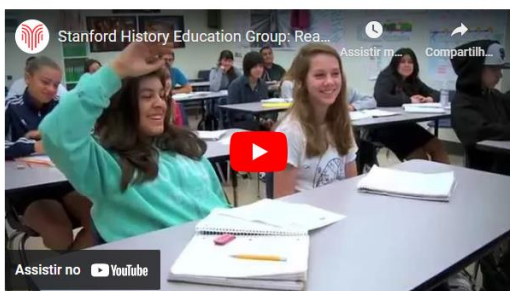 Stanford History Education Group: Rea...
Assistir m...
Compartilh...
Assistir no YouTube